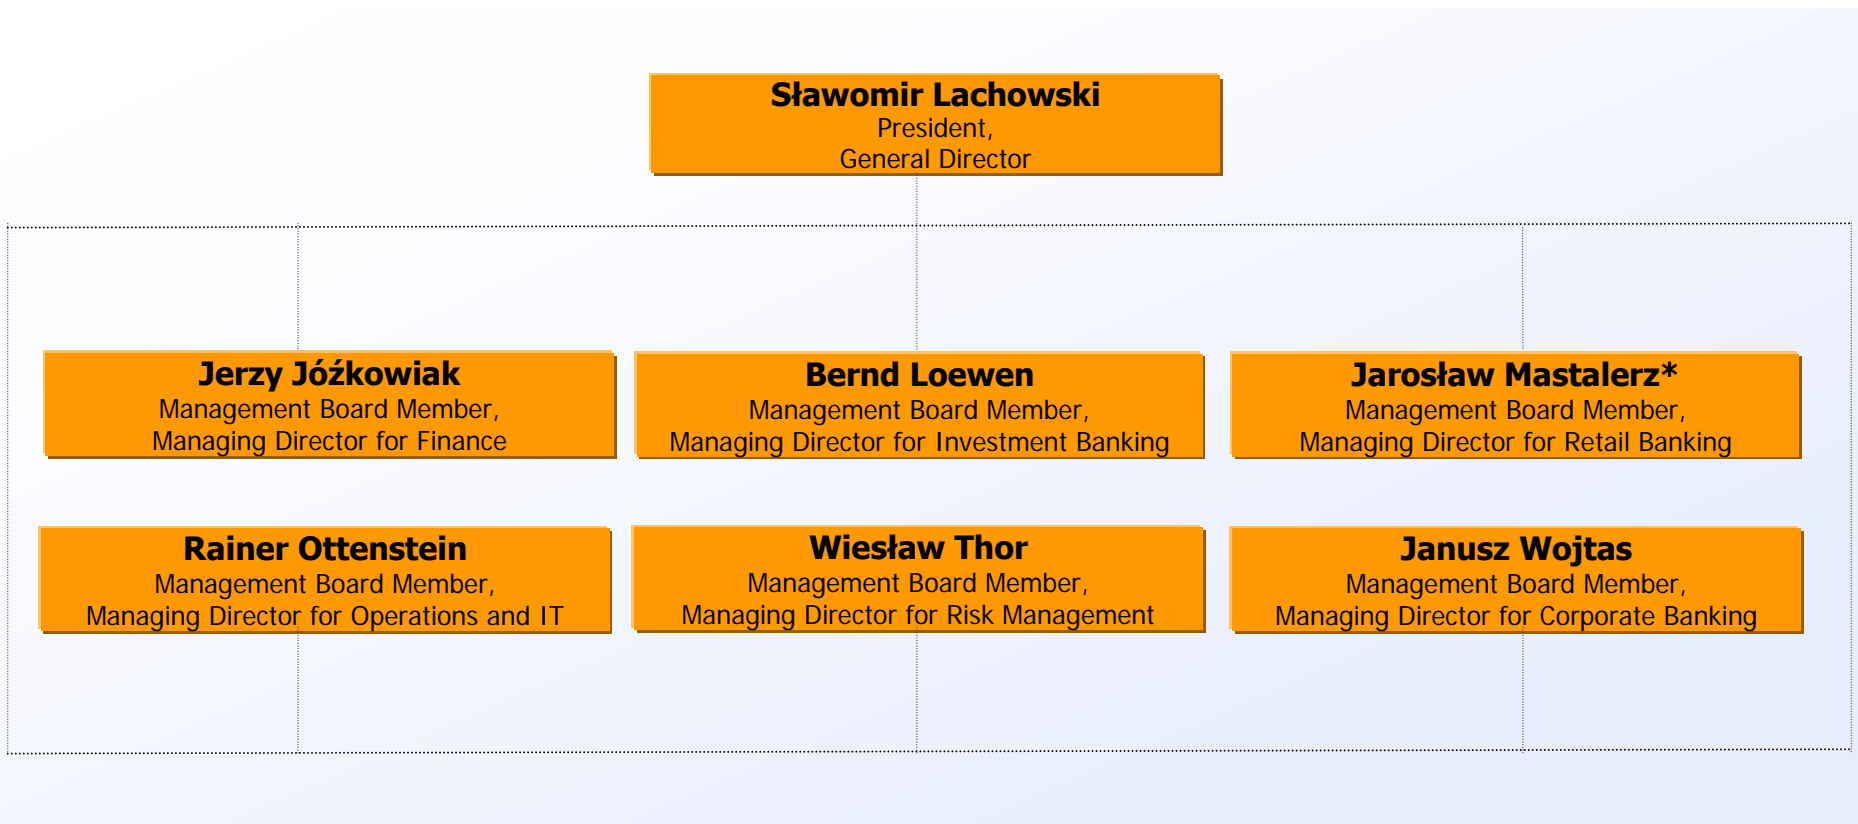 Sławomir Lachowski
President,
General Director
Jerzy Jóźkowiak
Management Board Member,
Managing Director for Finance
Bernd Loewen
Management Board Member,
Managing Director for Investment Banking
Jarosław Mastalerz*
Management Board Member,
Managing Director for Retail Banking
Rainer Ottenstein
Management Board Member,
Managing Director for Operations and IT
Wiesław Thor
Management Board Member,
Managing Director for Risk Management
Janusz Wojtas
Management Board Member,
Managing Director for Corporate Banking